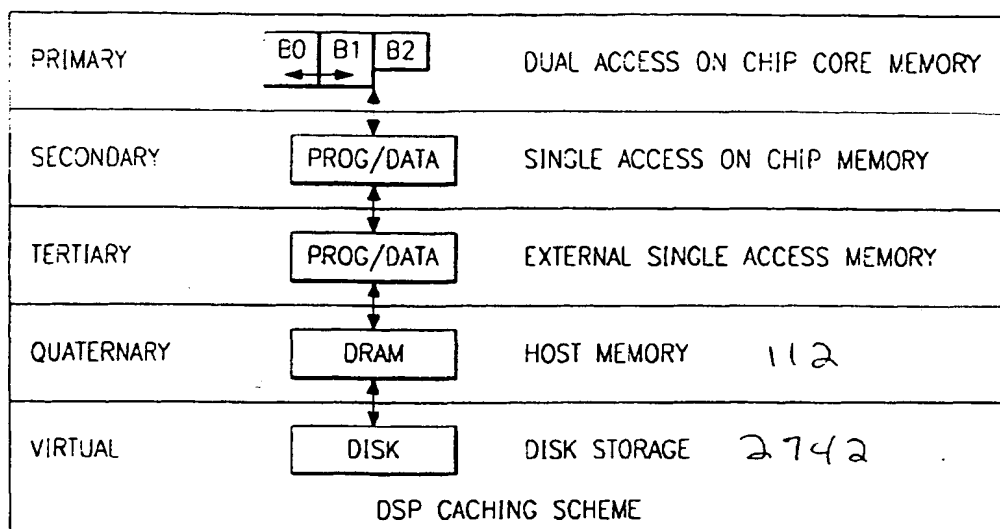 PRIMARY B0 B1 B2 DUAL ACCESS ON CHIP CORE MEMORY
SECONDARY PROG/DATA SINGLE ACCESS ON CHIP MEMORY
TERTIARY PROG/DATA EXTERNAL SINGLE ACCESS MEMORY
QUATERNARY DRAM HOST MEMORY 112
VIRTUAL DISK DISK STORAGE 2742
DSP CACHING SCHEME